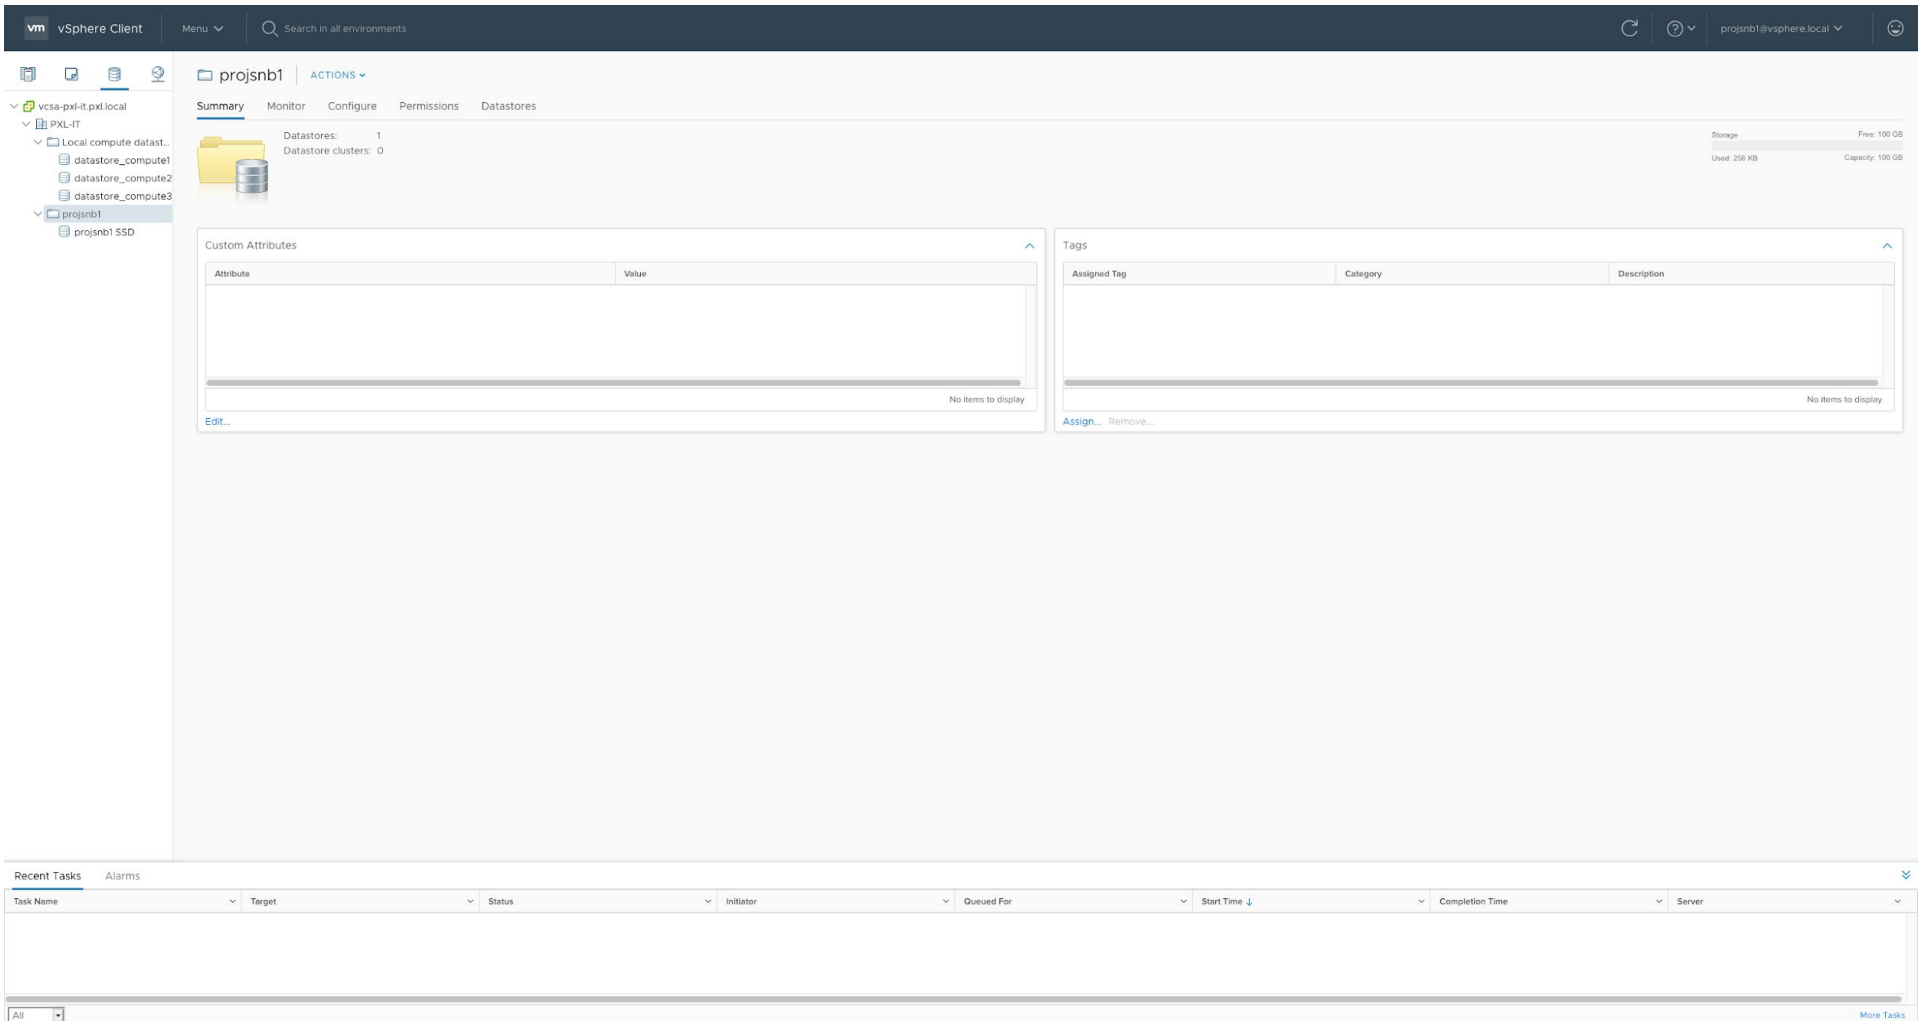 vm vSphere Client Menu Search in all environments projsnb1@vsphere.local
projsnb1 ACTIONS
vcsa-pxl-it.pxl.local
PXL-IT
Local compute datast...
datastore_compute1
datastore_compute2
datastore_compute3
projsnb1
projsnb1 SSD
Summary Monitor Configure Permissions Datastores
Datastores: 1
Datastore clusters: 0
Storage Free: 100 GB
Used: 256 KB Capacity: 100 GB
Custom Attributes
Attribute Value
No items to display
Edit...
Tags
Assigned Tag Category Description
No items to display
Assign... Remove...
Recent Tasks Alarms
Task Name Target Status Initiator Queued For Start Time Completion Time Server
All More Tasks